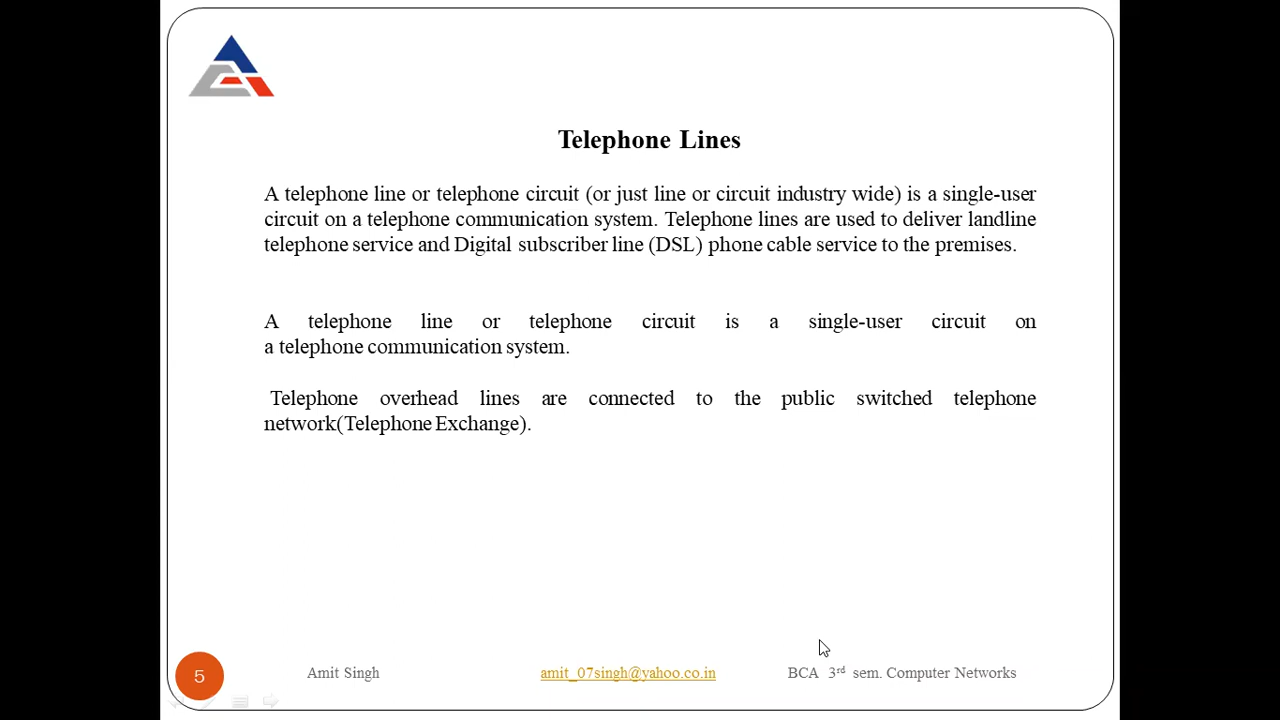 Telephone Lines
A telephone line or telephone circuit (or just line or circuit industry wide) is a single-user
circuit on a telephone communication system. Telephone lines are used to deliver landline
telephone service and Digital subscriber line (DSL) phone cable service to the premises.
A telephone line or telephone circuit is a single-user circuit on
a telephone communication system.
Telephone overhead lines are connected to the public switched telephone
network(Telephone Exchange).
5 Amit Singh amit_07singh@yahoo.co.in BCA 3rd sem. Computer Networks